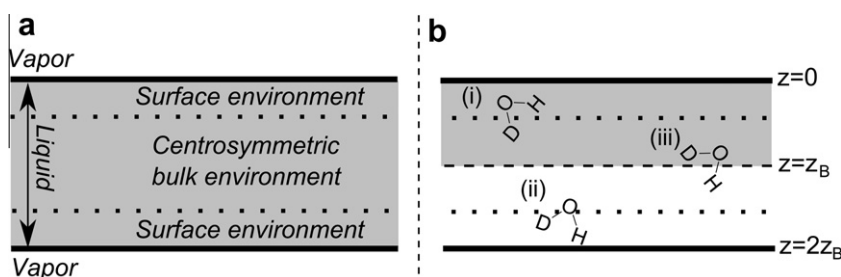 a
Vapor
Surface environment
Centrosymmetric
bulk environment
Surface environment
Liquid
Vapor
b
z=0
(i)
O H
D
(iii)
D O
H
z=z_B
(ii)
O
D H
z=2z_B